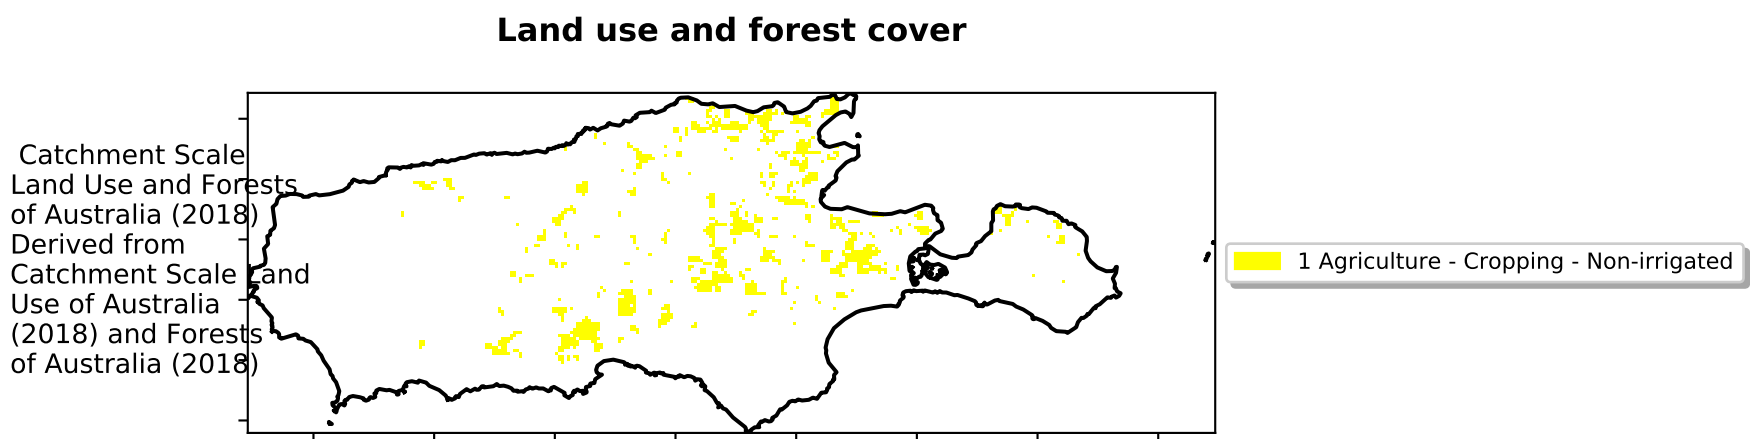 Land use and forest cover
Catchment Scale
Land Use and Forests
of Australia (2018)
Derived from
Catchment Scale Land
Use of Australia
(2018) and Forests
of Australia (2018)
1 Agriculture - Cropping - Non-irrigated